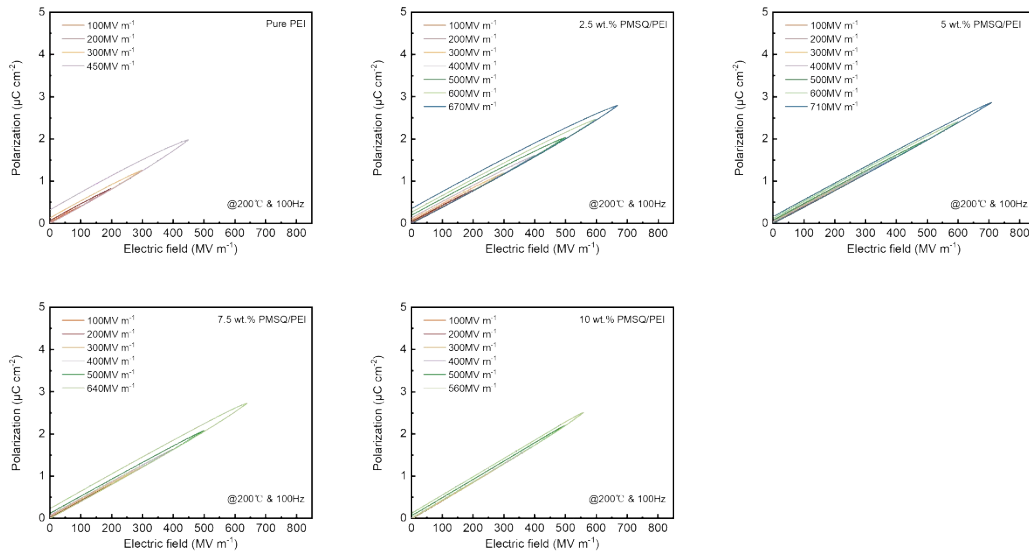 Pure PEI
100MV m⁻¹
200MV m⁻¹
300MV m⁻¹
450MV m⁻¹
@200℃ & 100Hz
5
4
3
2
1
0
0 100 200 300 400 500 600 700 800
Polarization (μC cm⁻²)
Electric field (MV m⁻¹)
2.5 wt.% PMSQ/PEI
100MV m⁻¹
200MV m⁻¹
300MV m⁻¹
400MV m⁻¹
500MV m⁻¹
600MV m⁻¹
670MV m⁻¹
@200℃ & 100Hz
5
4
3
2
1
0
0 100 200 300 400 500 600 700 800
Polarization (μC cm⁻²)
Electric field (MV m⁻¹)
5 wt.% PMSQ/PEI
100MV m⁻¹
200MV m⁻¹
300MV m⁻¹
400MV m⁻¹
500MV m⁻¹
600MV m⁻¹
710MV m⁻¹
@200℃ & 100Hz
5
4
3
2
1
0
0 100 200 300 400 500 600 700 800
Polarization (μC cm⁻²)
Electric field (MV m⁻¹)
7.5 wt.% PMSQ/PEI
100MV m⁻¹
200MV m⁻¹
300MV m⁻¹
400MV m⁻¹
500MV m⁻¹
640MV m⁻¹
@200℃ & 100Hz
5
4
3
2
1
0
0 100 200 300 400 500 600 700 800
Polarization (μC cm⁻²)
Electric field (MV m⁻¹)
10 wt.% PMSQ/PEI
100MV m⁻¹
200MV m⁻¹
300MV m⁻¹
400MV m⁻¹
500MV m⁻¹
560MV m⁻¹
@200℃ & 100Hz
5
4
3
2
1
0
0 100 200 300 400 500 600 700 800
Polarization (μC cm⁻²)
Electric field (MV m⁻¹)